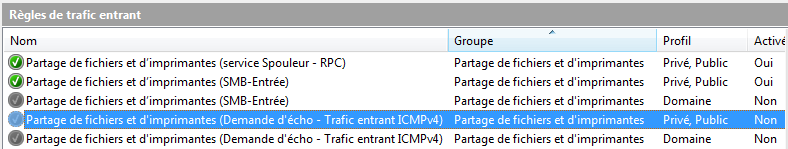 Règles de trafic entrant
Nom Groupe Profil Activé
Partage de fichiers et d'imprimantes (service Spouleur - RPC) Partage de fichiers et d'imprimantes Privé, Public Oui
Partage de fichiers et d'imprimantes (SMB-Entrée) Partage de fichiers et d'imprimantes Privé, Public Oui
Partage de fichiers et d'imprimantes (SMB-Entrée) Partage de fichiers et d'imprimantes Domaine Non
Partage de fichiers et d'imprimantes (Demande d'écho - Trafic entrant ICMPv4) Partage de fichiers et d'imprimantes Privé, Public Non
Partage de fichiers et d'imprimantes (Demande d'écho - Trafic entrant ICMPv4) Partage de fichiers et d'imprimantes Domaine Non